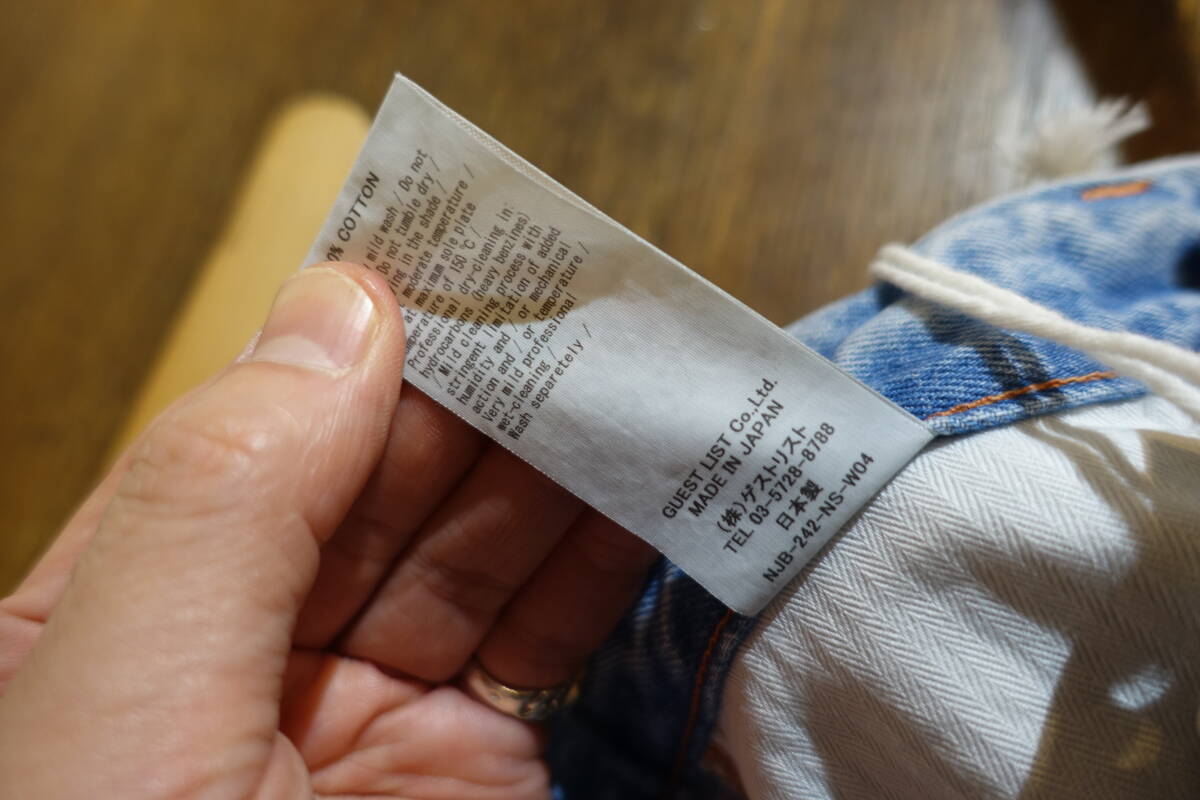 0% COTTON
mild wash / Do not
Do not tumble dry /
ing in the shade /
moderate temperature /
at maximum sole plate
temperature of 150℃ /
Professional dry-cleaning in:
hydrocarbons (heavy benzines)
/ Mild cleaning process with
stringent limitation of added
humidity and / or mechanical
action and / or temperature /
Very mild professional
wet-cleaning /
Wash separetely /
GUEST LIST Co.,Ltd.
MADE IN JAPAN
(株)ゲストリスト
TEL 03-5728-8788
日本製
NJB-242-NS-W04